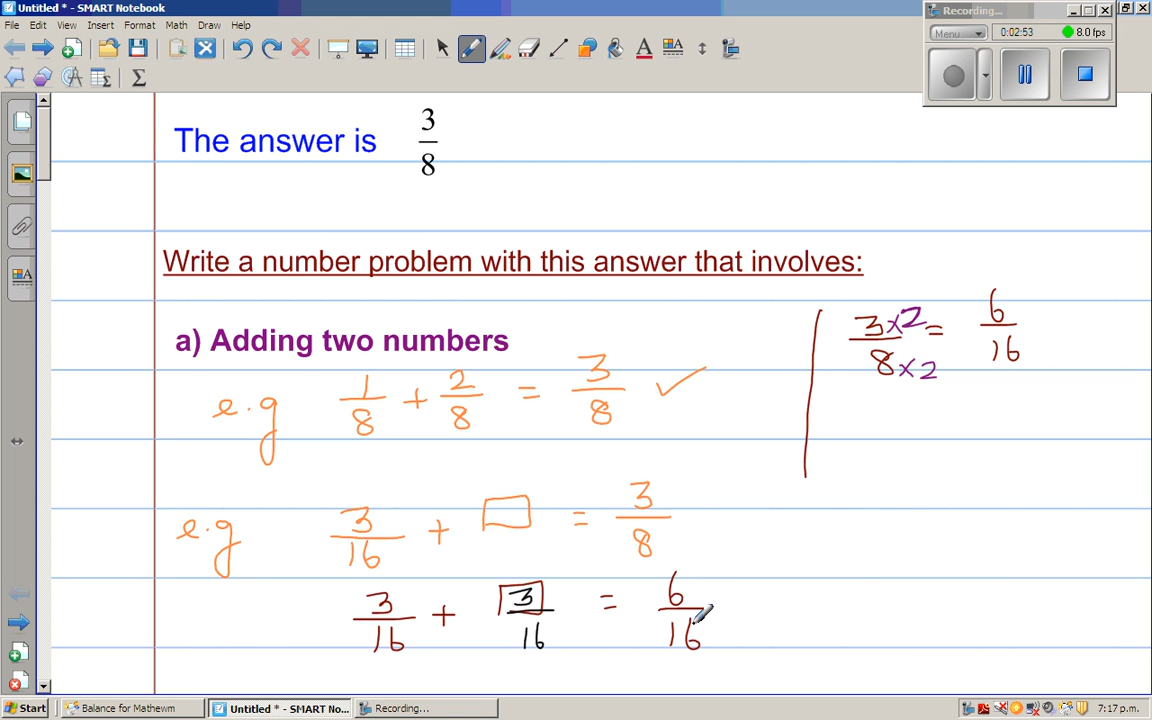 Untitled * - SMART Notebook
File Edit View Insert Format Math Draw Help
Recording...
Menu 0:02:53 8.0 fps
The answer is 3/8
Write a number problem with this answer that involves:
3×2/8×2 = 6/16
a) Adding two numbers
e.g 1/8 + 2/8 = 3/8 ✓
e.g 3/16 + □ = 3/8
3/16 + 3/16 = 6/16
Start Balance for Mathewm Untitled * - SMART No... Recording... 7:17 p.m.